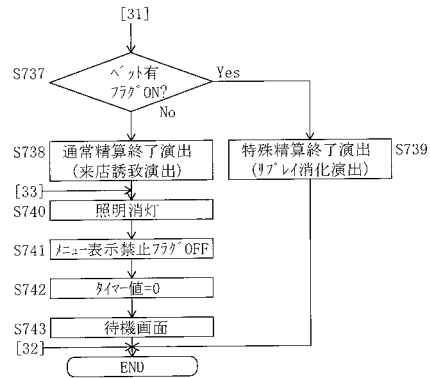 [31]
S737
ベット有
フラグON?
Yes
No
S738
通常精算終了演出
(来店誘致演出)
特殊精算終了演出
(リプレイ消化演出)
S739
[33]
S740
照明消灯
S741
メニュー表示禁止フラグOFF
S742
タイマー値=0
S743
待機画面
[32]
END